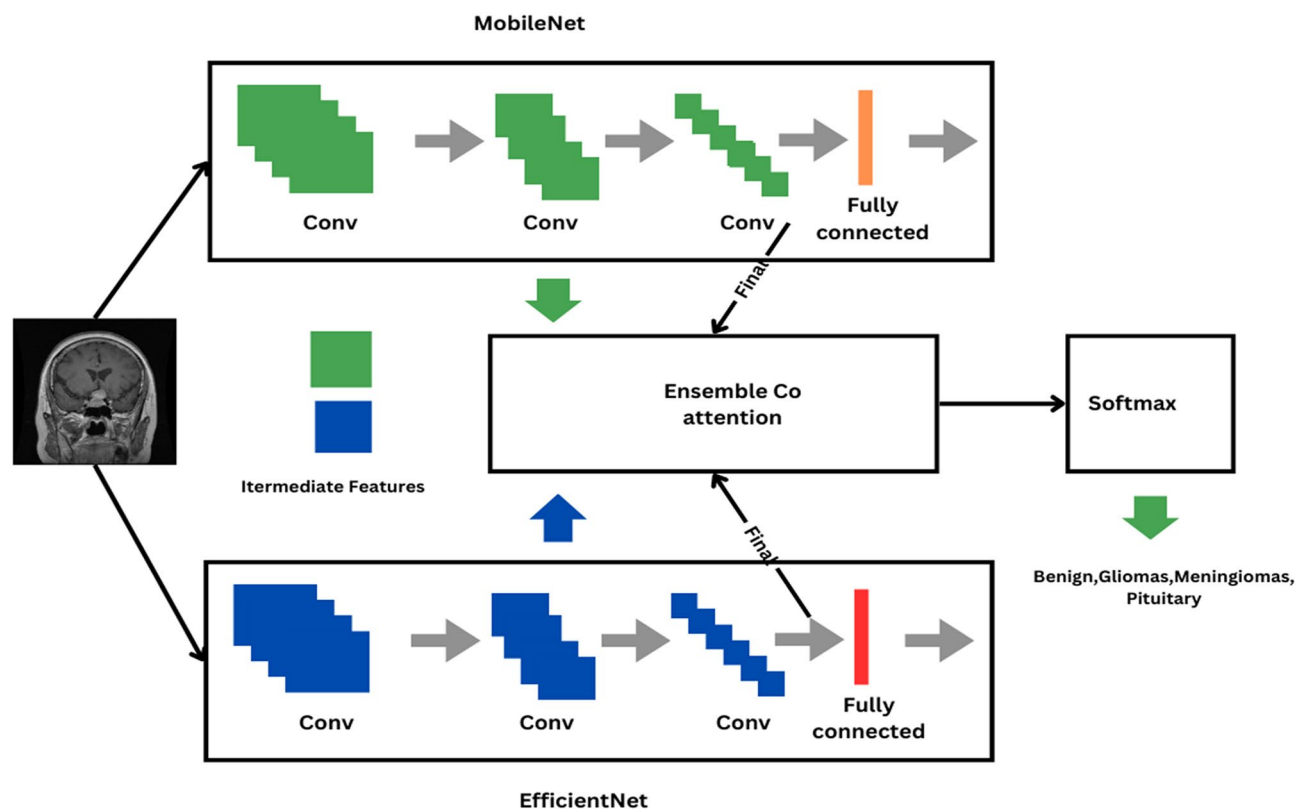 MobileNet
Conv
Conv
Conv
Fully
connected
Final
Ensemble Co
attention
Softmax
Itermediate Features
Final
Benign,Gliomas,Meningiomas,
Pituitary
Conv
Conv
Conv
Fully
connected
EfficientNet